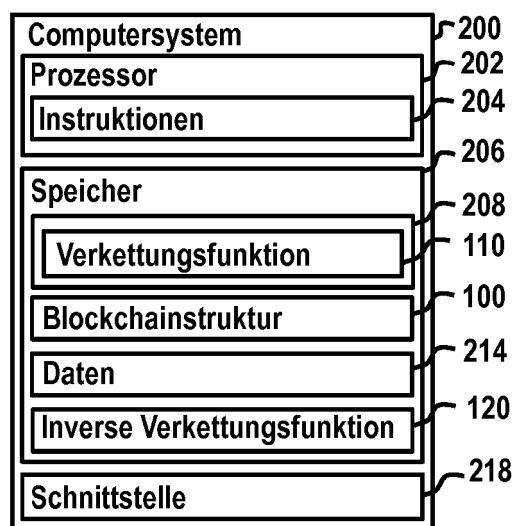 Computersystem 200
Prozessor 202
Instruktionen 204
Speicher 206
208
Verkettungsfunktion 110
Blockchainstruktur 100
Daten 214
Inverse Verkettungsfunktion 120
Schnittstelle 218